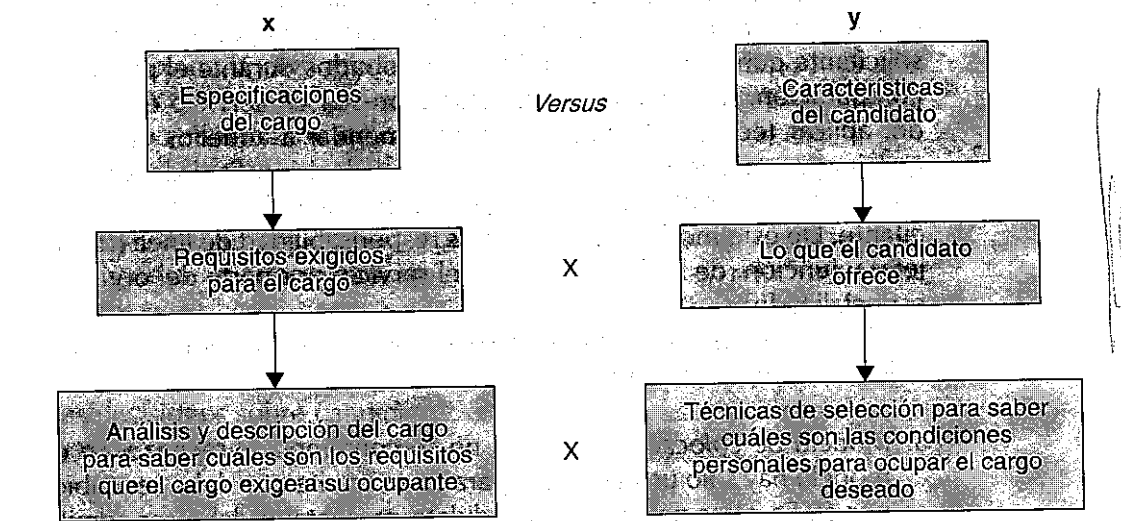 x
y
Especificaciones
del cargo
Versus
Características
del candidato
Requisitos exigidos
para el cargo
X
Lo que el candidato
ofrece
Análisis y descripción del cargo
para saber cuáles son los requisitos
que el cargo exige a su ocupante
X
Técnicas de selección para saber
cuáles son las condiciones
personales para ocupar el cargo
deseado